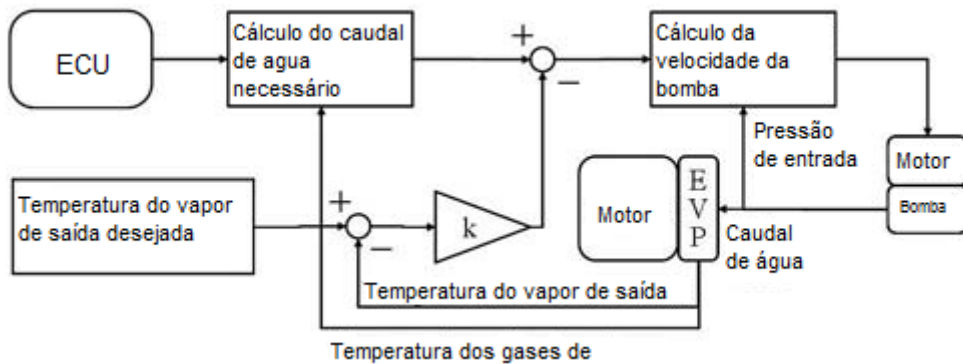 ECU
Cálculo do caudal
de agua
necessário
+
−
Cálculo da
velocidade da
bomba
Pressão
de entrada
Motor
Bomba
Temperatura do vapor
de saída desejada
+
−
k
Motor
E
V
P
Caudal
de água
Temperatura do vapor de saída
Temperatura dos gases de